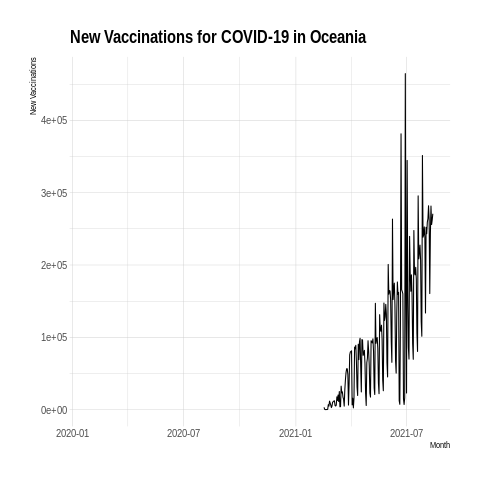 New Vaccinations for COVID-19 in Oceania
New Vaccinations
4e+05
3e+05
2e+05
1e+05
0e+00
2020-01 2020-07 2021-01 2021-07
Month